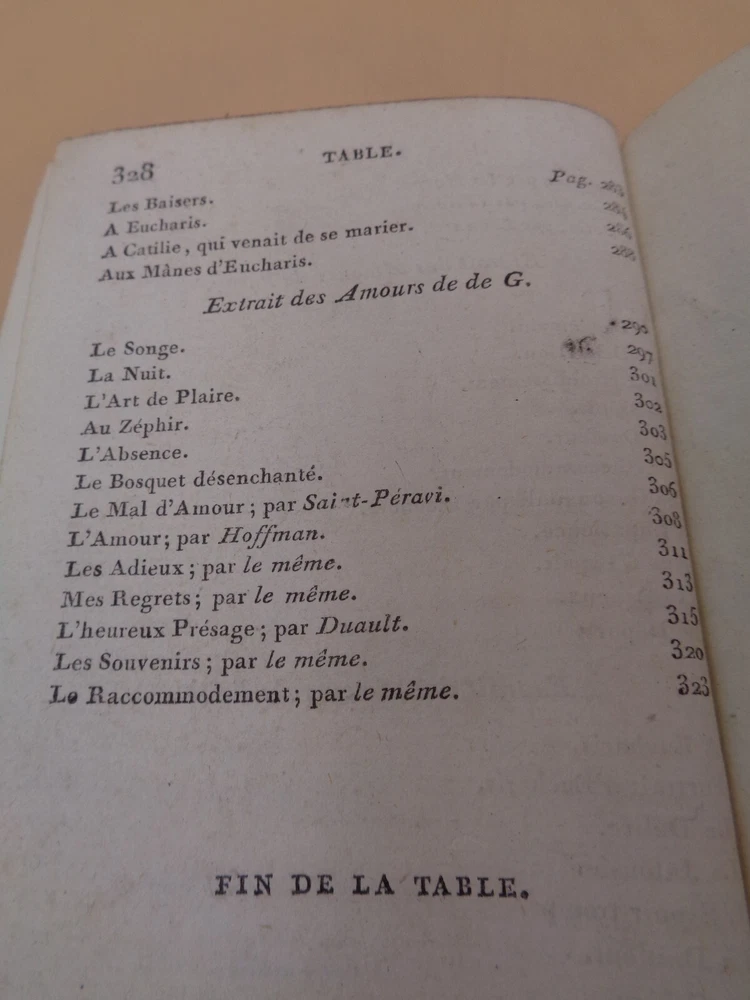 328 TABLE.
Les Baisers. Pag.
A Eucharis.
A Catilie, qui venait de se marier. 286
Aux Mânes d'Eucharis. 288
Extrait des Amours de de G.
Le Songe. 290
La Nuit. 297
L'Art de Plaire. 301
Au Zéphir. 302
L'Absence. 303
Le Bosquet désenchanté. 305
Le Mal d'Amour ; par Saint-Péravi. 306
L'Amour ; par Hoffman. 308
Les Adieux ; par le même. 311
Mes Regrets ; par le même. 313
L'heureux Présage ; par Duault. 315
Les Souvenirs ; par le même. 320
Le Raccommodement ; par le même. 323
FIN DE LA TABLE.